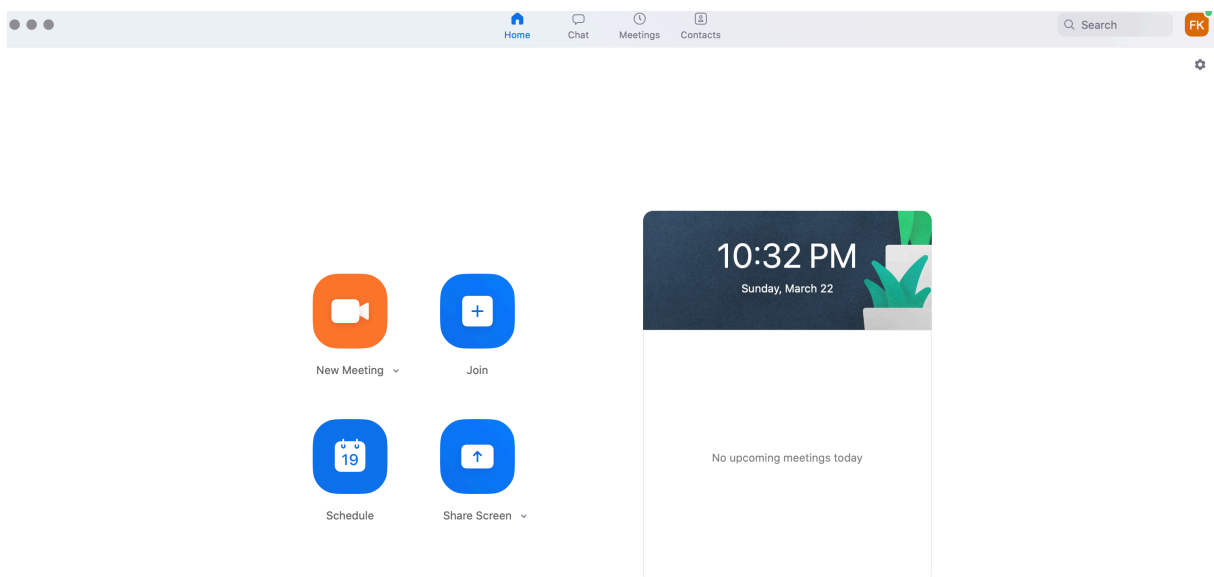 Home Chat Meetings Contacts
Search
FK
10:32 PM
Sunday, March 22
New Meeting
Join
19
Schedule
Share Screen
No upcoming meetings today